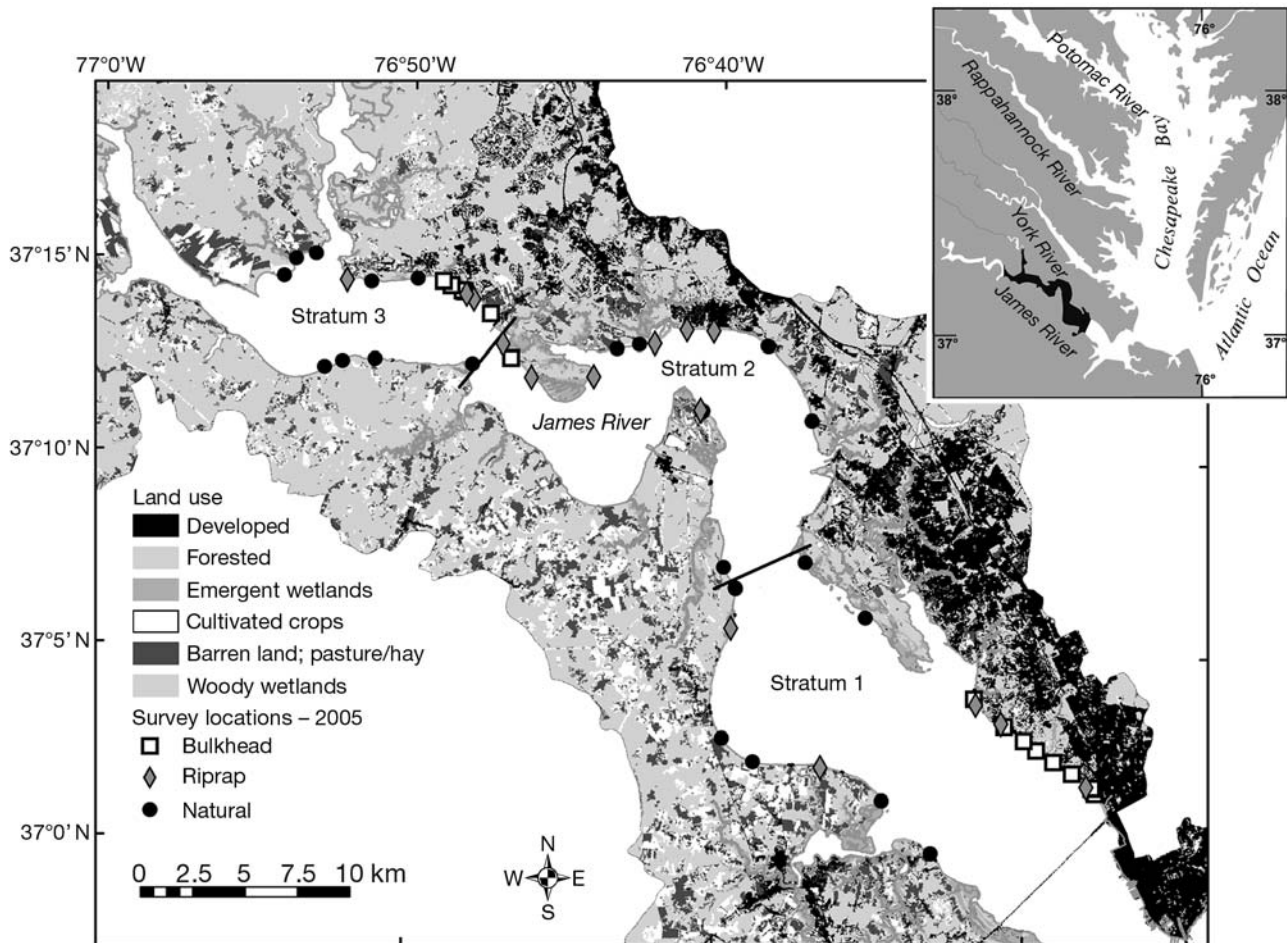 77°0' W
76°50' W
76°40' W
37°15' N
37°10' N
37°5' N
37°0' N
Stratum 3
Stratum 2
James River
Stratum 1
Land use
Developed
Forested
Emergent wetlands
Cultivated crops
Barren land; pasture/hay
Woody wetlands
Survey locations – 2005
Bulkhead
Riprap
Natural
0 2.5 5 7.5 10 km
N
W E
S
76°
38° 38°
Potomac River
Rappahannock River
Chesapeake Bay
York River
James River
Atlantic Ocean
37° 37°
76°